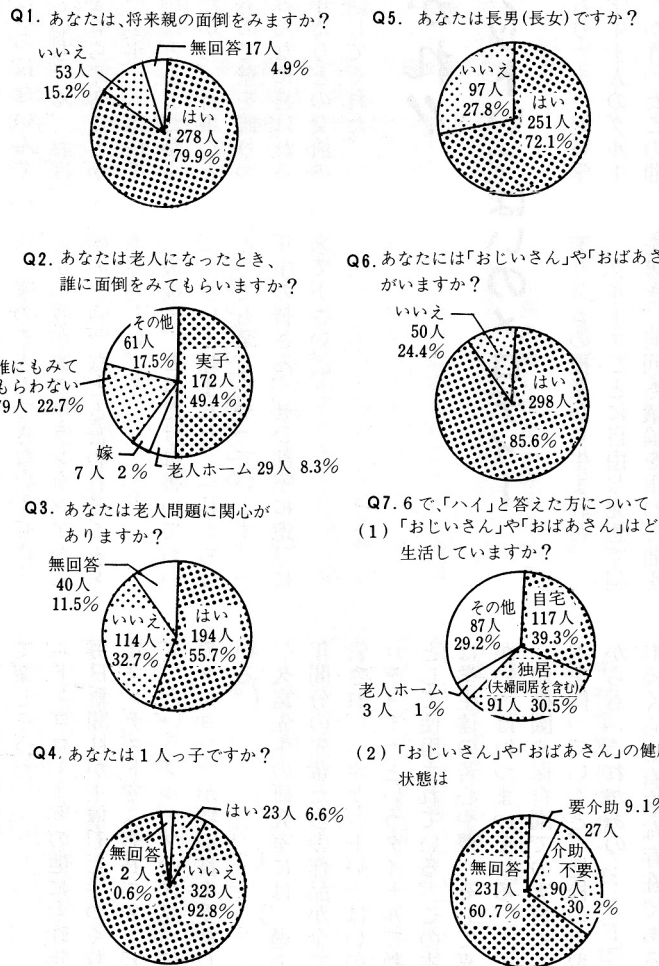 Q1. あなたは、将来親の面倒をみますか？
無回答17人
4.9%
いいえ
53人
15.2%
はい
278人
79.9%
Q2. あなたは老人になったとき、
誰に面倒をみてもらいますか？
その他
61人
17.5%
実子
172人
49.4%
誰にもみて
もらわない
79人 22.7%
嫁
7人 2%
老人ホーム 29人 8.3%
Q3. あなたは老人問題に関心が
ありますか？
無回答
40人
11.5%
いいえ
114人
32.7%
はい
194人
55.7%
Q4. あなたは1人っ子ですか？
はい23人 6.6%
無回答
2人
0.6%
いいえ
323人
92.8%
Q5. あなたは長男(長女)ですか？
いいえ
97人
27.8%
はい
251人
72.1%
Q6. あなたには「おじいさん」や「おばあさ
がいますか？
いいえ
50人
24.4%
はい
298人
85.6%
Q7. 6で、「ハイ」と答えた方について
(1) 「おじいさん」や「おばあさん」はど
生活していますか？
その他
87人
29.2%
自宅
117人
39.3%
独居
(夫婦同居を含む)
91人 30.5%
老人ホーム
3人 1%
(2) 「おじいさん」や「おばあさん」の健康
状態は
要介助 9.1%
27人
介助
不要
90人
30.2%
無回答
231人
60.7%